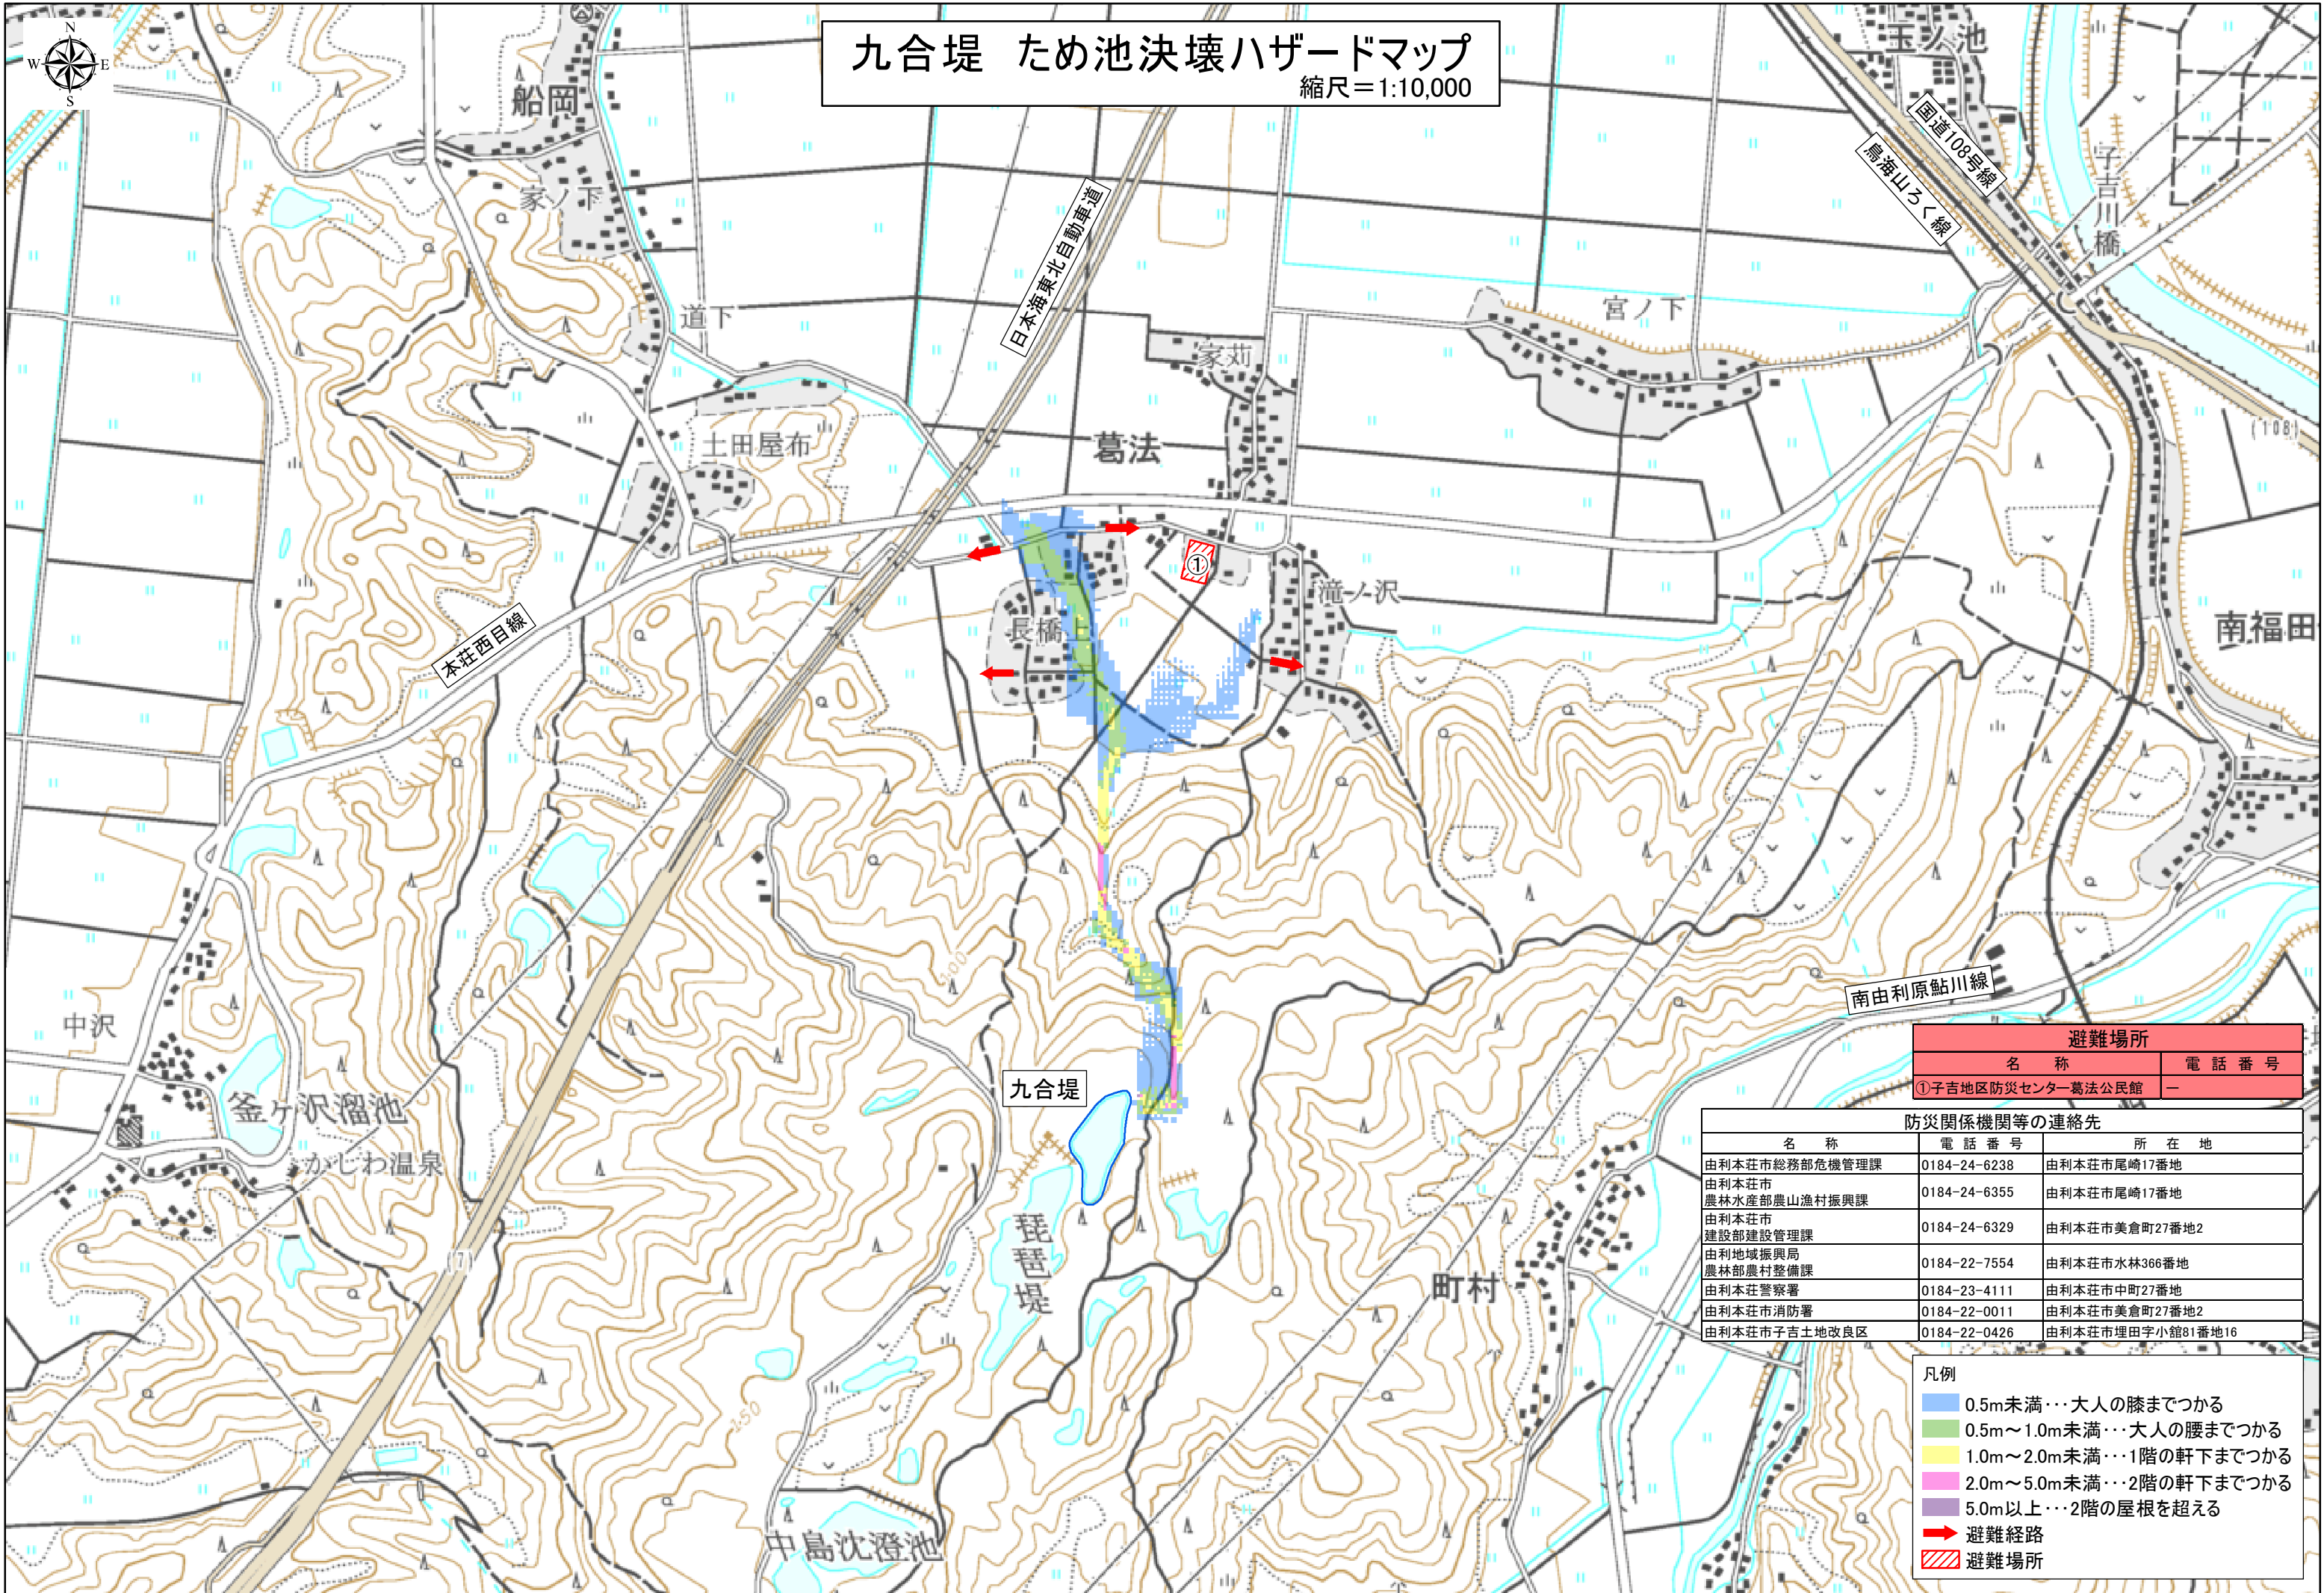 N
W E
S
九合堤 ため池決壊ハザードマップ
縮尺＝1:10,000
船岡
玉ノ池
国道108号線
鳥海山ろく線
子吉川橋
家ノ下
日本海東北自動車道
道下
宮ノ下
家苅
土田屋布
葛法
(108)
①
滝ノ沢
長橋上
本荘西目線
南福田
100
南由利原鮎川線
中沢
九合堤
釜ヶ沢溜池
かしわ温泉
琵琶堤
(7)
町村
150
中島沈澄池
避難場所
名 称 電話番号
①子吉地区防災センター葛法公民館 ―
防災関係機関等の連絡先
名 称 電話番号 所在地
由利本荘市総務部危機管理課 0184-24-6238 由利本荘市尾崎17番地
由利本荘市
農林水産部農山漁村振興課 0184-24-6355 由利本荘市尾崎17番地
由利本荘市
建設部建設管理課 0184-24-6329 由利本荘市美倉町27番地2
由利地域振興局
農林部農村整備課 0184-22-7554 由利本荘市水林366番地
由利本荘警察署 0184-23-4111 由利本荘市中町27番地
由利本荘市消防署 0184-22-0011 由利本荘市美倉町27番地2
由利本荘市子吉土地改良区 0184-22-0426 由利本荘市埋田字小舘81番地16
凡例
0.5m未満･･･大人の膝までつかる
0.5m～1.0m未満･･･大人の腰までつかる
1.0m～2.0m未満･･･1階の軒下までつかる
2.0m～5.0m未満･･･2階の軒下までつかる
5.0m以上･･･2階の屋根を超える
避難経路
避難場所